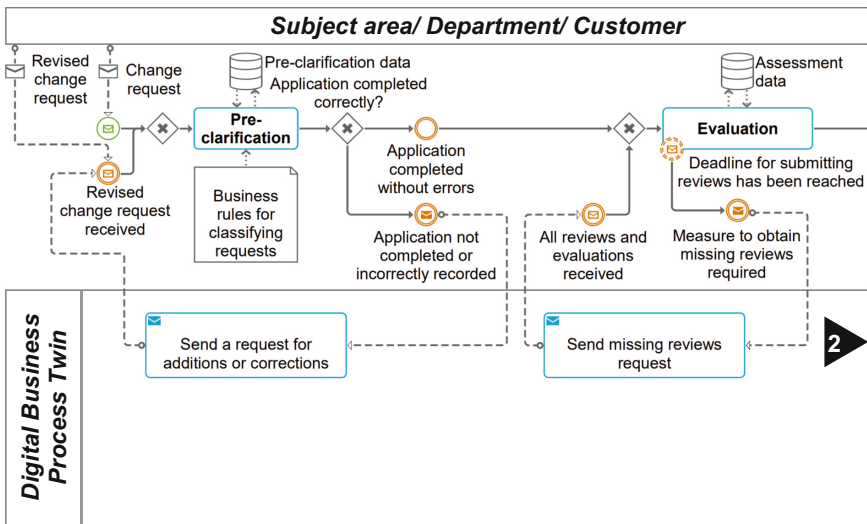 Subject area/ Department/ Customer
Revised
change
request
Change
request
Pre-clarification data
Application completed
correctly?
Assessment
data
Pre-
clarification
Evaluation
Revised
change request
received
Business
rules for
classifying
requests
Application
completed
without errors
Application not
completed or
incorrectly recorded
All reviews and
evaluations
received
Deadline for submitting
reviews has been reached
Measure to obtain
missing reviews
required
Digital Business
Process Twin
Send a request for
additions or corrections
Send missing reviews
request
2